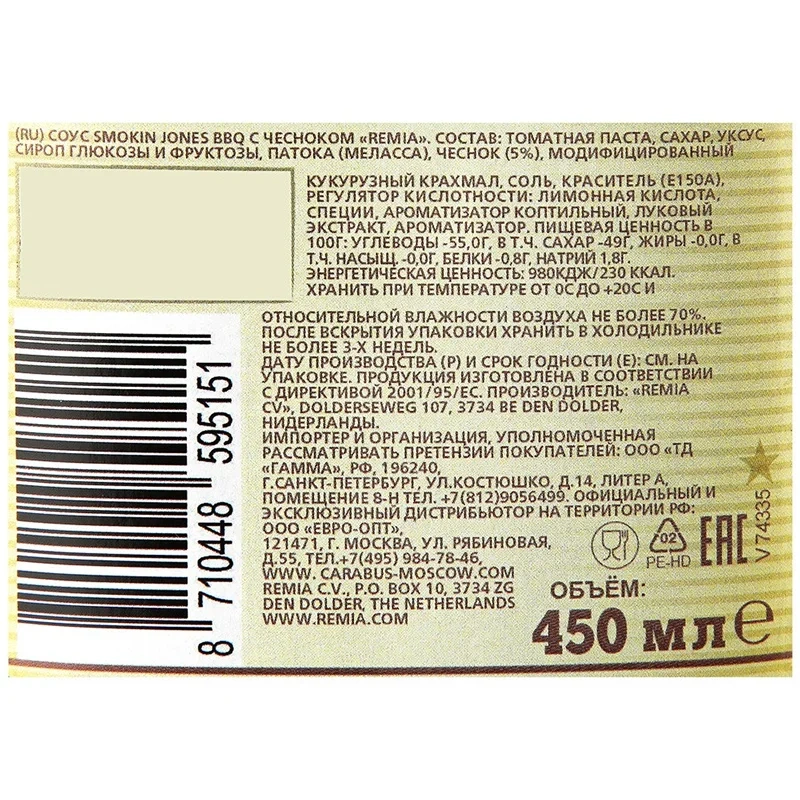 (RU) СОУС SMOKIN JONES BBQ С ЧЕСНОКОМ «REMIA». СОСТАВ: ТОМАТНАЯ ПАСТА, САХАР, УКСУС,
СИРОП ГЛЮКОЗЫ И ФРУКТОЗЫ, ПАТОКА (МЕЛАССА), ЧЕСНОК (5%), МОДИФИЦИРОВАННЫЙ
КУКУРУЗНЫЙ КРАХМАЛ, СОЛЬ, КРАСИТЕЛЬ (Е150А),
РЕГУЛЯТОР КИСЛОТНОСТИ: ЛИМОННАЯ КИСЛОТА,
СПЕЦИИ, АРОМАТИЗАТОР КОПТИЛЬНЫЙ, ЛУКОВЫЙ
ЭКСТРАКТ, АРОМАТИЗАТОР. ПИЩЕВАЯ ЦЕННОСТЬ В
100Г: УГЛЕВОДЫ -55,0Г, В Т.Ч. САХАР -49Г, ЖИРЫ -0,0Г, В
Т.Ч. НАСЫЩ. -0,0Г, БЕЛКИ -0,8Г, НАТРИЙ 1,8Г.
ЭНЕРГЕТИЧЕСКАЯ ЦЕННОСТЬ: 980КДЖ/230 ККАЛ.
ХРАНИТЬ ПРИ ТЕМПЕРАТУРЕ ОТ 0С ДО +20С И
ОТНОСИТЕЛЬНОЙ ВЛАЖНОСТИ ВОЗДУХА НЕ БОЛЕЕ 70%.
ПОСЛЕ ВСКРЫТИЯ УПАКОВКИ ХРАНИТЬ В ХОЛОДИЛЬНИКЕ
НЕ БОЛЕЕ 3-Х НЕДЕЛЬ.
ДАТУ ПРОИЗВОДСТВА (P) И СРОК ГОДНОСТИ (E): СМ. НА
УПАКОВКЕ. ПРОДУКЦИЯ ИЗГОТОВЛЕНА В СООТВЕТСТВИИ
С ДИРЕКТИВОЙ 2001/95/EC. ПРОИЗВОДИТЕЛЬ: «REMIA
CV», DOLDERSEWEG 107, 3734 BE DEN DOLDER,
НИДЕРЛАНДЫ.
ИМПОРТЕР И ОРГАНИЗАЦИЯ, УПОЛНОМОЧЕННАЯ
РАССМАТРИВАТЬ ПРЕТЕНЗИИ ПОКУПАТЕЛЕЙ: ООО «ТД
«ГАММА», РФ, 196240,
Г.САНКТ-ПЕТЕРБУРГ, УЛ.КОСТЮШКО, Д.14, ЛИТЕР А,
ПОМЕЩЕНИЕ 8-Н ТЕЛ. +7(812)9056499. ОФИЦИАЛЬНЫЙ И
ЭКСКЛЮЗИВНЫЙ ДИСТРИБЬЮТОР НА ТЕРРИТОРИИ РФ:
ООО «ЕВРО-ОПТ»,
121471, Г. МОСКВА, УЛ. РЯБИНОВАЯ,
Д.55, ТЕЛ.+7(495) 984-78-46,
WWW.CARABUS-MOSCOW.COM
REMIA C.V., P.O. BOX 10, 3734 ZG
DEN DOLDER, THE NETHERLANDS
WWW.REMIA.COM
8 710448 595151
02
PE-HD
EAC
V74335
ОБЪЁМ:
450 мл e